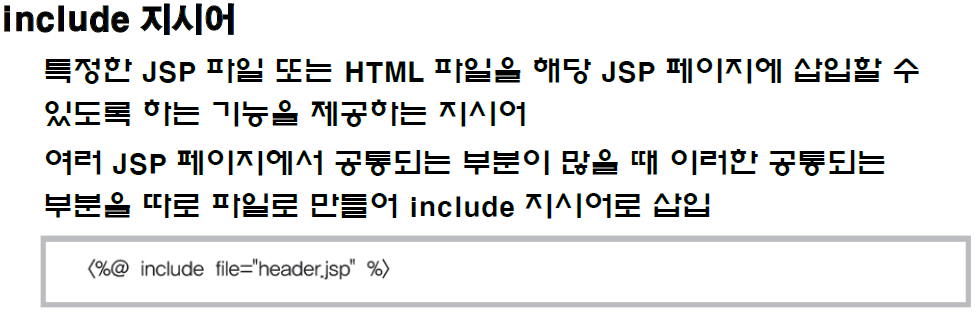 include 지시어
특정한 JSP 파일 또는 HTML 파일을 해당 JSP 페이지에 삽입할 수
있도록 하는 기능을 제공하는 지시어
여러 JSP 페이지에서 공통되는 부분이 많을 때 이러한 공통되는
부분을 따로 파일로 만들어 include 지시어로 삽입
<%@ include file="header.jsp" %>